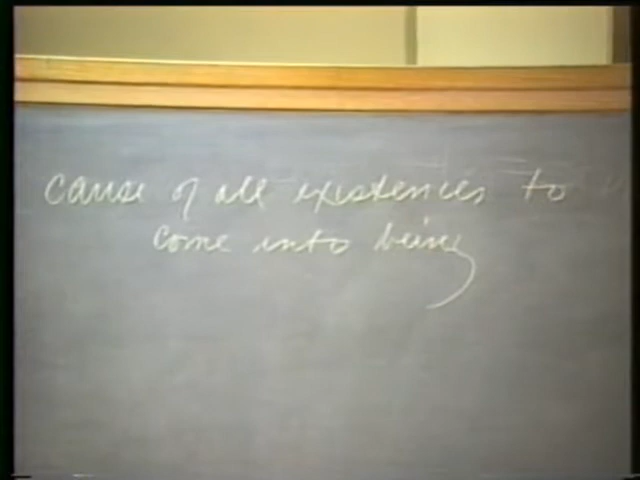 cause of all existences to
come into being